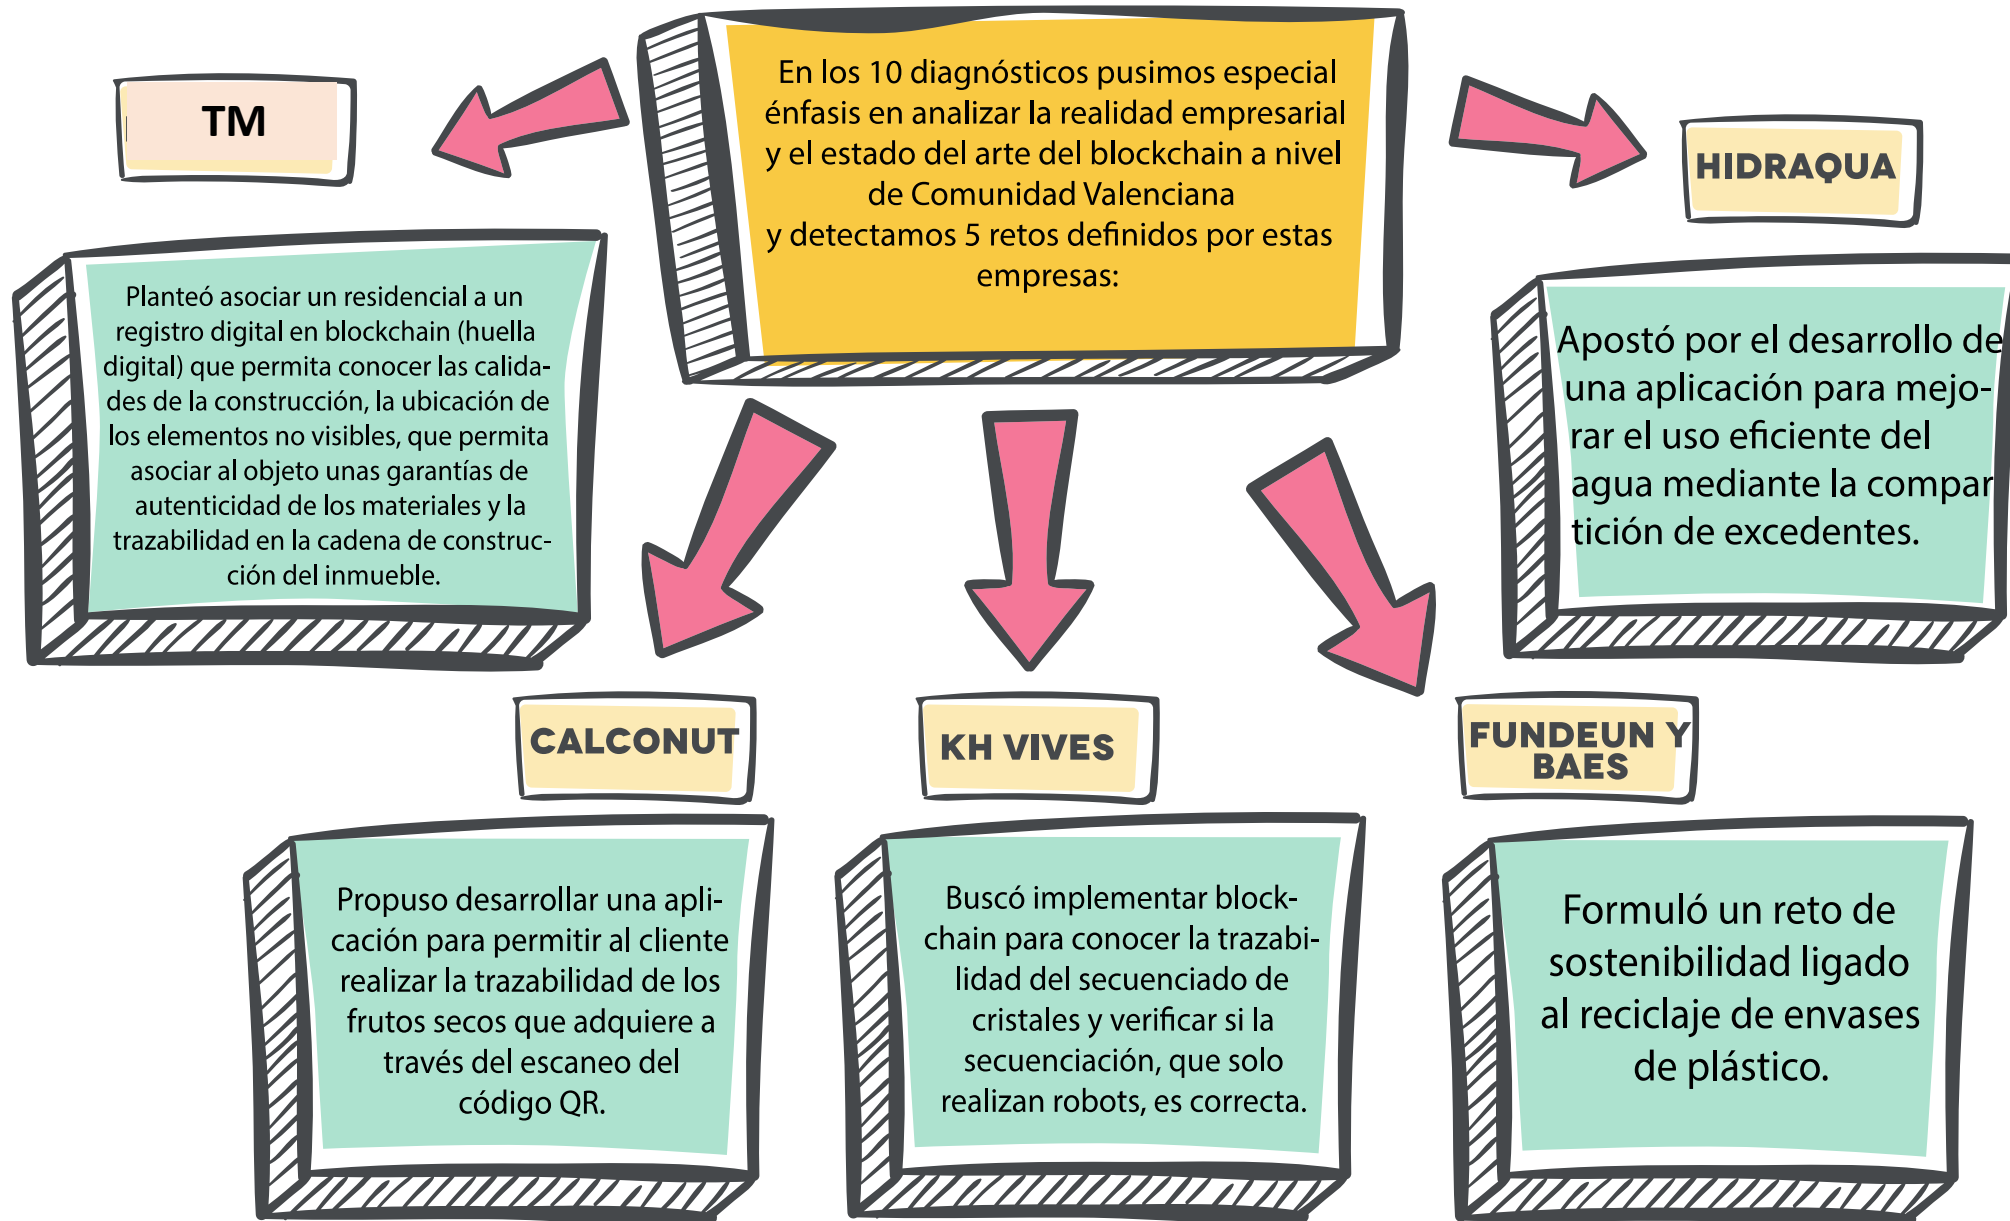 En los 10 diagnósticos pusimos especial
énfasis en analizar la realidad empresarial
y el estado del arte del blockchain a nivel
de Comunidad Valenciana
y detectamos 5 retos definidos por estas
empresas:
TM
Planteó asociar un residencial a un
registro digital en blockchain (huella
digital) que permita conocer las calida-
des de la construcción, la ubicación de
los elementos no visibles, que permita
asociar al objeto unas garantías de
autenticidad de los materiales y la
trazabilidad en la cadena de construc-
ción del inmueble.
HIDRAQUA
Apostó por el desarrollo de
una aplicación para mejo-
rar el uso eficiente del
agua mediante la compar
tición de excedentes.
CALCONUT
Propuso desarrollar una apli-
cación para permitir al cliente
realizar la trazabilidad de los
frutos secos que adquiere a
través del escaneo del
código QR.
KH VIVES
Buscó implementar block-
chain para conocer la trazabi-
lidad del secuenciado de
cristales y verificar si la
secuenciación, que solo
realizan robots, es correcta.
FUNDEUN Y
BAES
Formuló un reto de
sostenibilidad ligado
al reciclaje de envases
de plástico.